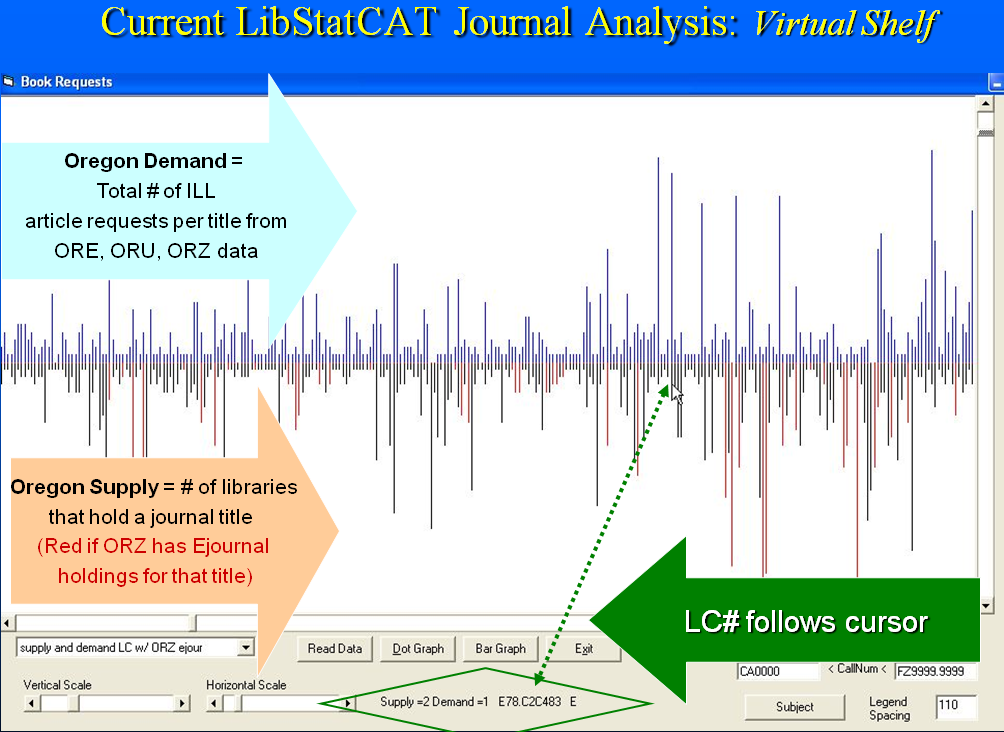 Current LibStatCAT Journal Analysis: Virtual Shelf
Book Requests
Oregon Demand =
Total # of ILL
article requests per title from
ORE, ORU, ORZ data
Oregon Supply = # of libraries
that hold a journal title
(Red if ORZ has Ejournal
holdings for that title)
LC# follows cursor
supply and demand LC w/ ORZ ejour
Read Data
Dot Graph
Bar Graph
Exit
CA0000
< CallNum <
FZ9999.9999
Vertical Scale
Horizontal Scale
Supply =2 Demand =1 E78.C2C483 E
Subject
Legend
Spacing
110